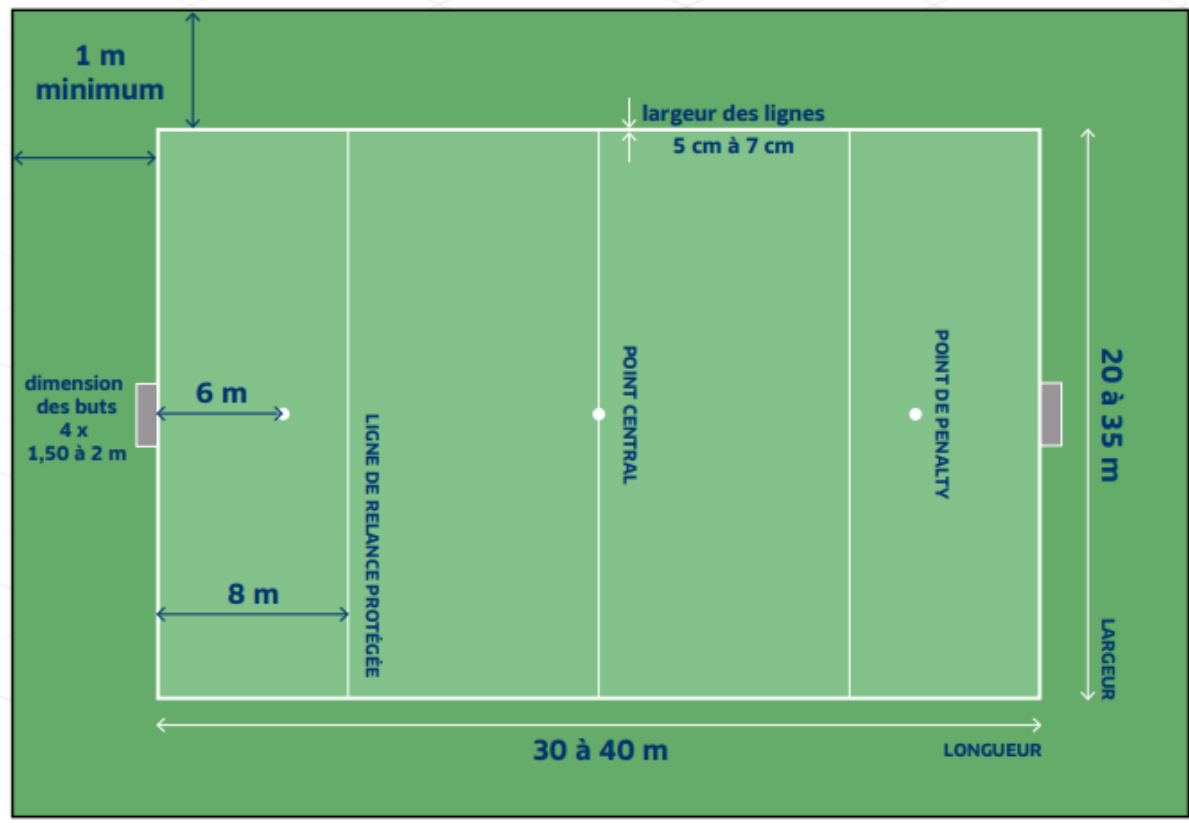 1 m
minimum
largeur des lignes
5 cm à 7 cm
dimension
des buts
4 x
1,50 à 2 m
6 m
8 m
LIGNE DE RELANCE PROTÉGÉE
POINT CENTRAL
POINT DE PENALTY
20 à 35 m
LARGEUR
30 à 40 m
LONGUEUR